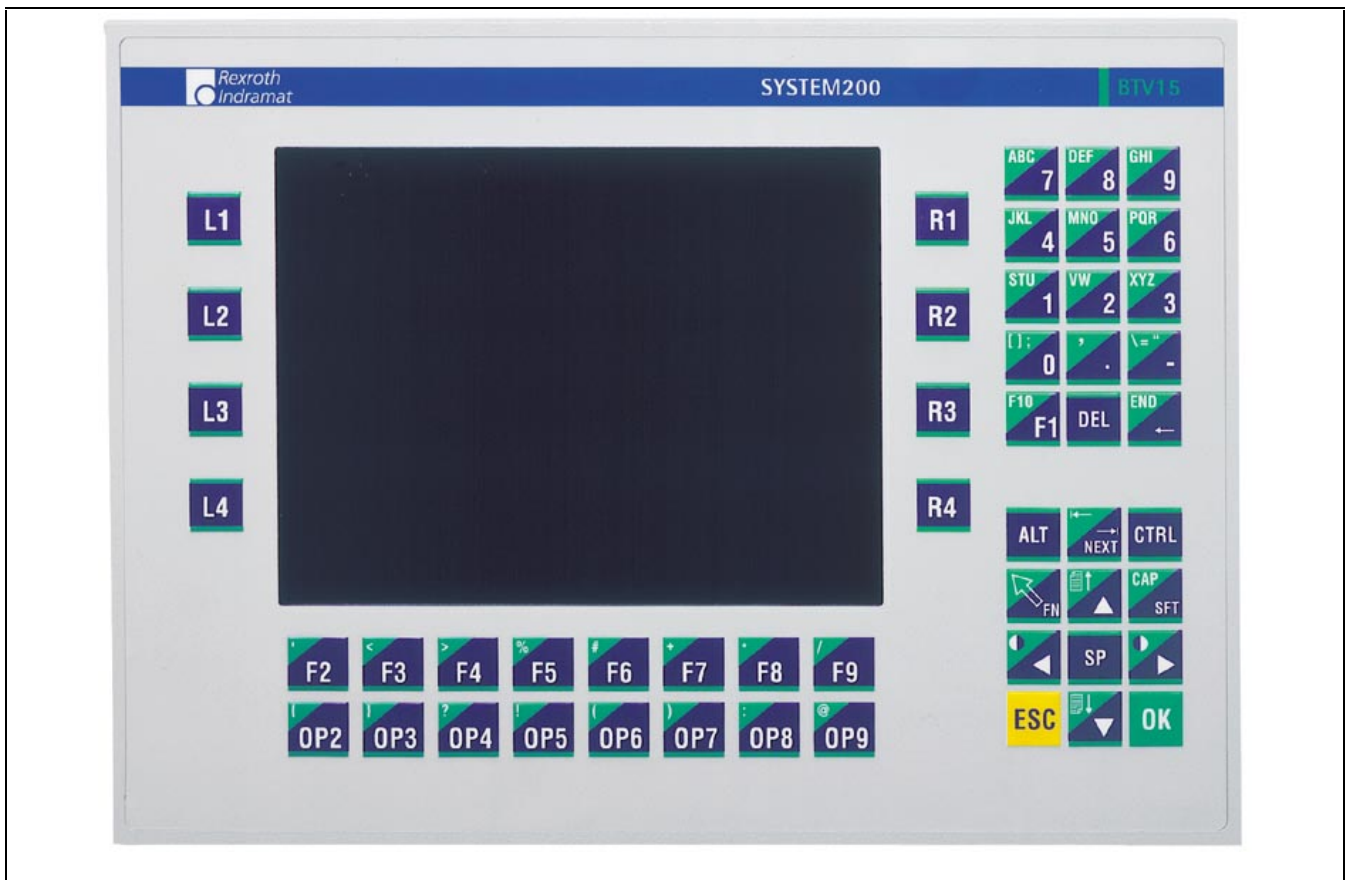 Rexroth
Indramat
SYSTEM200
BTV15
L1
L2
L3
L4
R1
R2
R3
R4
ABC 7 DEF 8 GHI 9
JKL 4 MNO 5 PQR 6
STU 1 VW 2 XYZ 3
[ ] ; 0 , . \ = " -
F10 F1 DEL END ←
ALT NEXT CTRL
FN CAP SFT
SP
ESC OK
' F2 < F3 > F4 % F5 # F6 + F7 * F8 / F9
OP2 OP3 ? OP4 ! OP5 ( OP6 ) OP7 : OP8 @ OP9